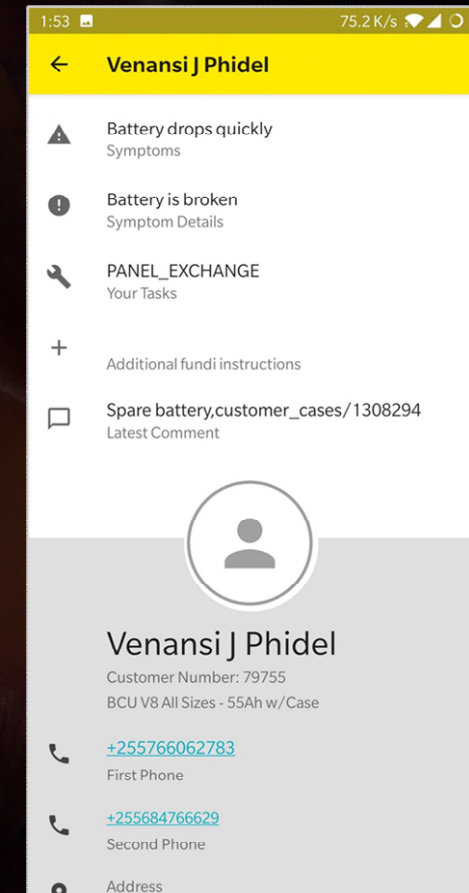 1:53 75.2 K/s
Venansi J Phidel
Battery drops quickly
Symptoms
Battery is broken
Symptom Details
PANEL_EXCHANGE
Your Tasks
Additional fundi instructions
Spare battery,customer_cases/1308294
Latest Comment
Venansi J Phidel
Customer Number: 79755
BCU V8 All Sizes - 55Ah w/Case
+255766062783
First Phone
+255684766629
Second Phone
Address